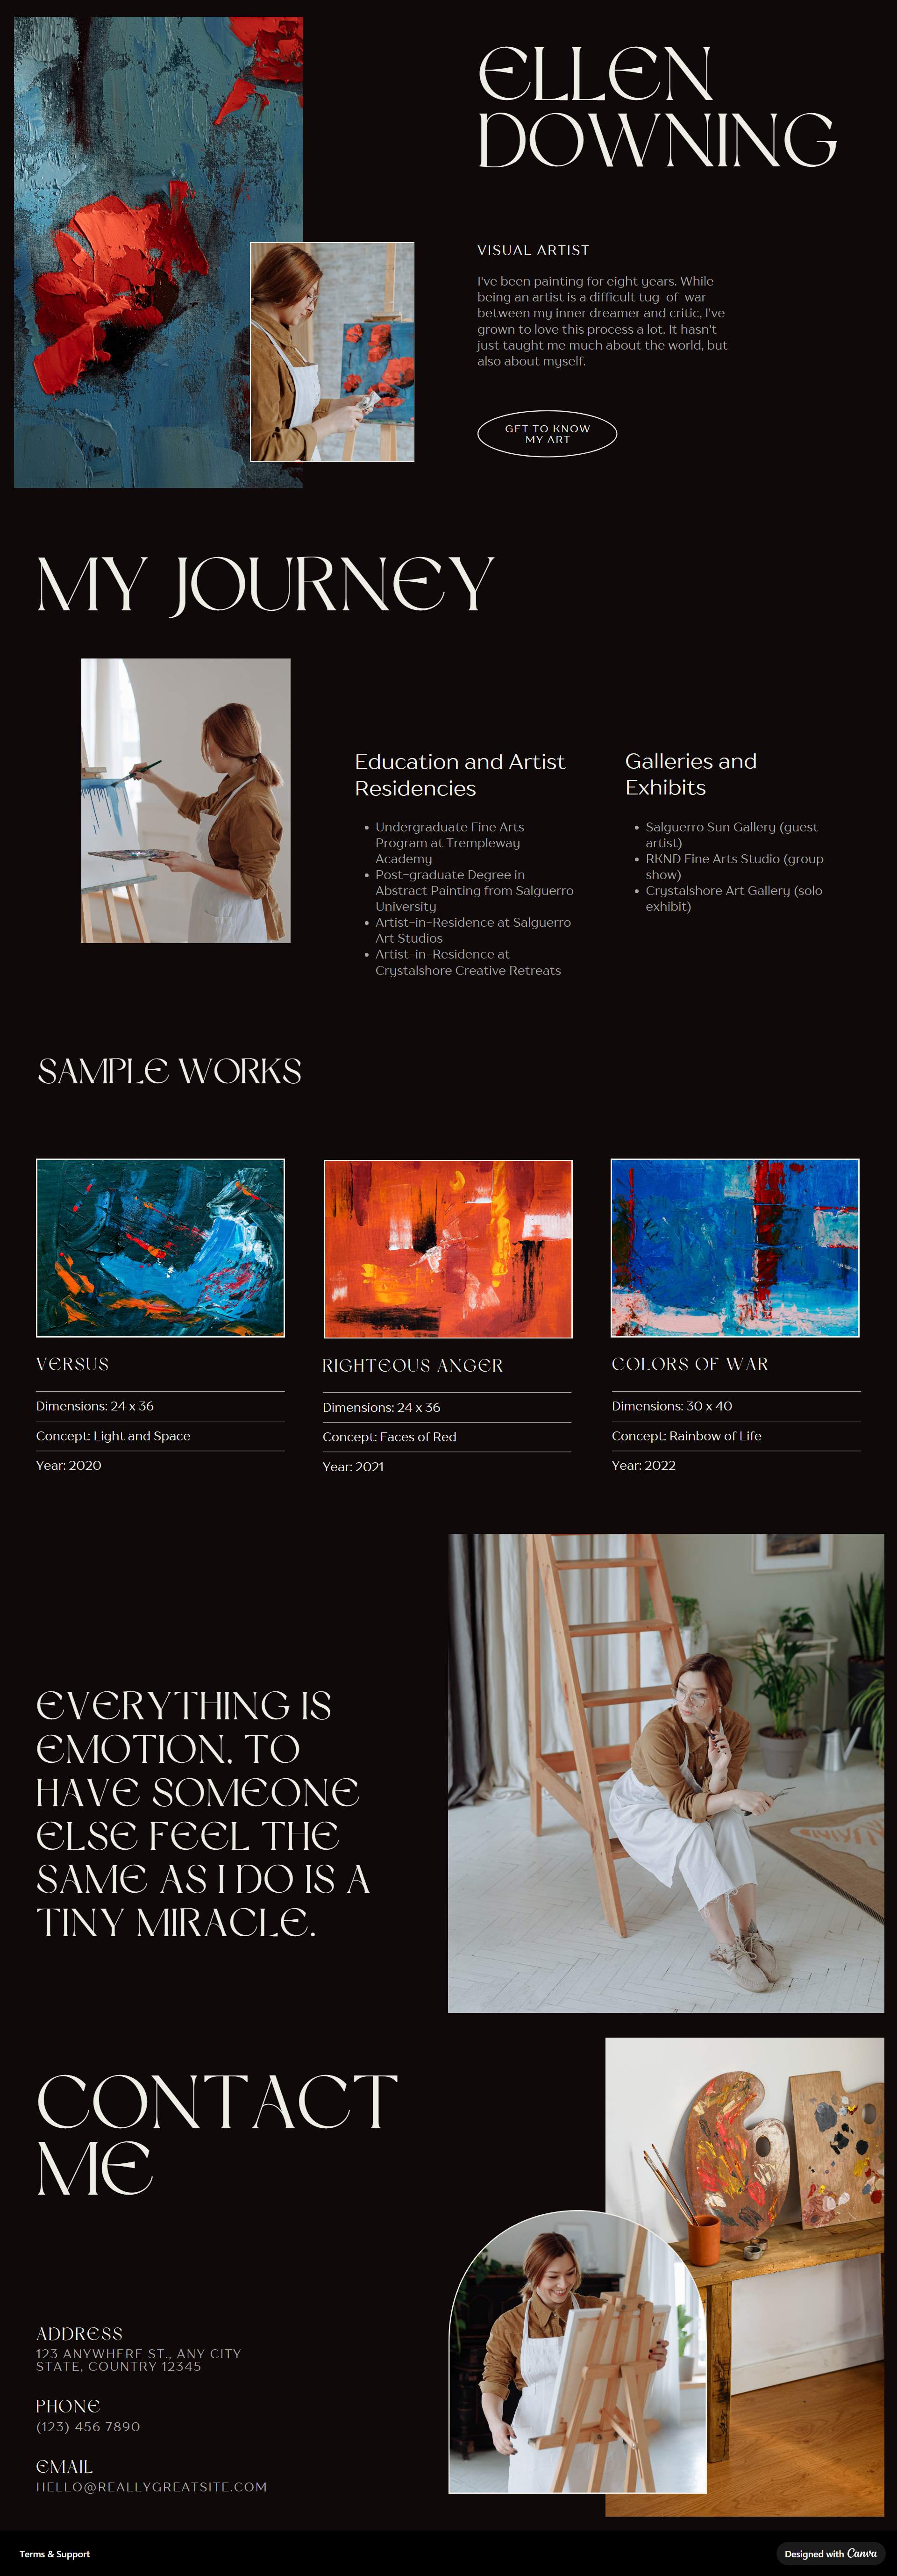 ELLEN
DOWNING
VISUAL ARTIST
I've been painting for eight years. While
being an artist is a difficult tug-of-war
between my inner dreamer and critic, I've
grown to love this process a lot. It hasn't
just taught me much about the world, but
also about myself.
GET TO KNOW
MY ART
MY JOURNEY
Education and Artist
Residencies
• Undergraduate Fine Arts
Program at Trempleway
Academy
• Post-graduate Degree in
Abstract Painting from Salguerro
University
• Artist-in-Residence at Salguerro
Art Studios
• Artist-in-Residence at
Crystalshore Creative Retreats
Galleries and
Exhibits
• Salguerro Sun Gallery (guest
artist)
• RKND Fine Arts Studio (group
show)
• Crystalshore Art Gallery (solo
exhibit)
SAMPLE WORKS
VERSUS
Dimensions: 24 x 36
Concept: Light and Space
Year: 2020
RIGHTEOUS ANGER
Dimensions: 24 x 36
Concept: Faces of Red
Year: 2021
COLORS OF WAR
Dimensions: 30 x 40
Concept: Rainbow of Life
Year: 2022
EVERYTHING IS
EMOTION, TO
HAVE SOMEONE
ELSE FEEL THE
SAME AS I DO IS A
TINY MIRACLE.
CONTACT
ME
ADDRESS
123 ANYWHERE ST., ANY CITY
STATE, COUNTRY 12345
PHONE
(123) 456 7890
EMAIL
HELLO@REALLYGREATSITE.COM
Terms & Support
Designed with Canva